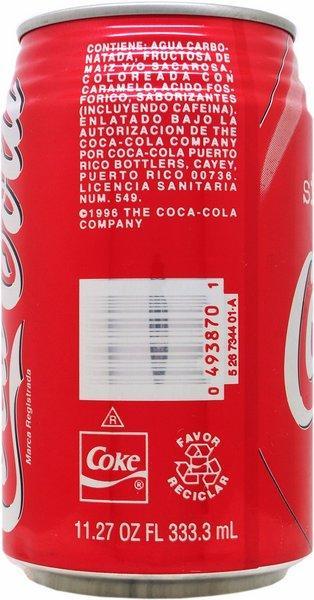 CONTIENE: AGUA CARBO-
NATADA, FRUCTOSA DE
MAIZ Y/O SACAROSA
COLOREADA CON
CARAMELO, ACIDO FOS-
FORICO, SABORIZANTES
(INCLUYENDO CAFEINA).
ENLATADO BAJO LA
AUTORIZACION DE THE
COCA-COLA COMPANY
POR COCA-COLA PUERTO
RICO BOTTLERS, CAYEY,
PUERTO RICO 00736.
LICENCIA SANITARIA
NUM. 549.
©1996 THE COCA-COLA
COMPANY
0 493870 1
5 26 7344 01-A
Marca Registrada
R
Coke ®
FAVOR
RECICLAR
11.27 OZ FL 333.3 mL